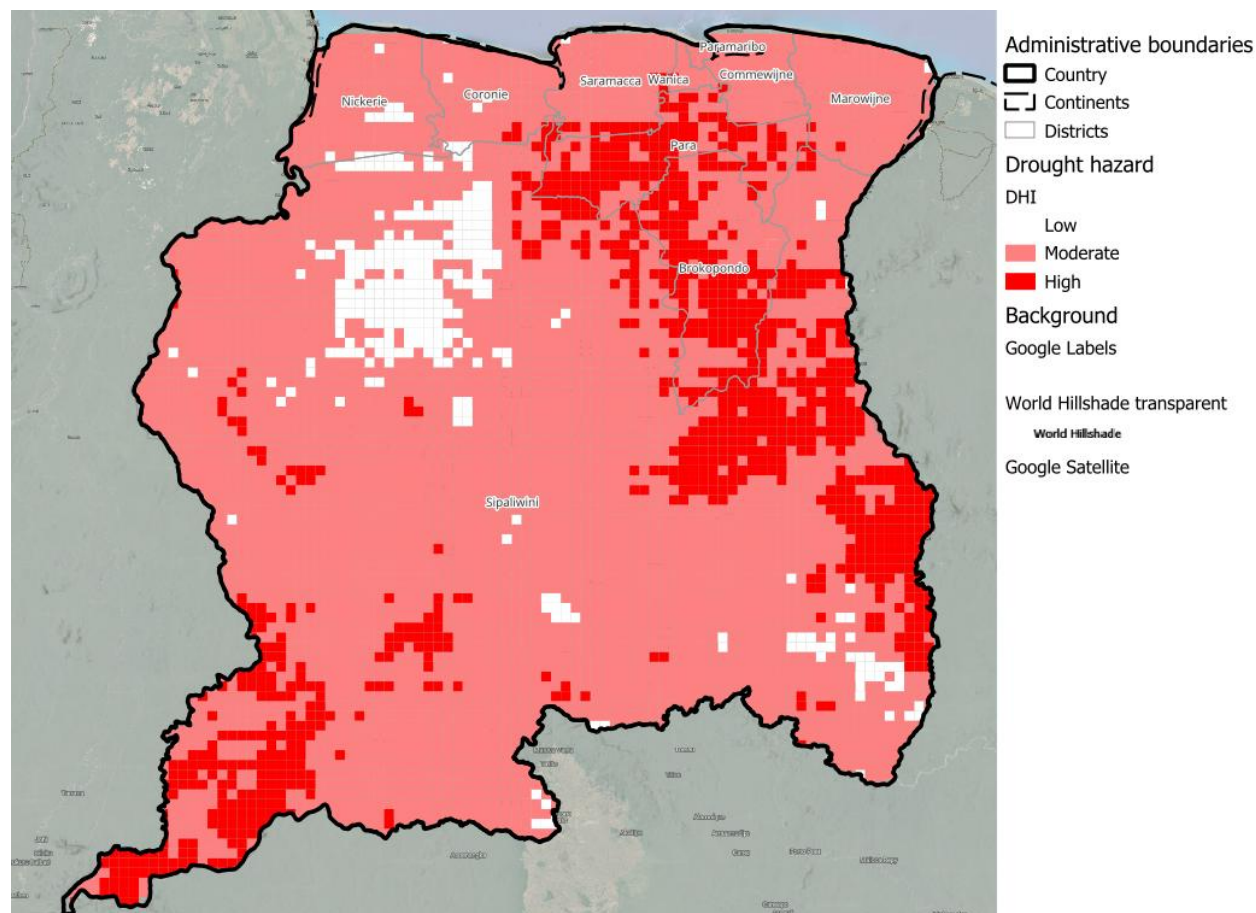 Paramaribo
Saramacca
Wanica
Commewijne
Nickerie
Coronie
Marowijne
Para
Brokopondo
Sipaliwini
Administrative boundaries
Country
Continents
Districts
Drought hazard
DHI
Low
Moderate
High
Background
Google Labels
World Hillshade transparent
World Hillshade
Google Satellite